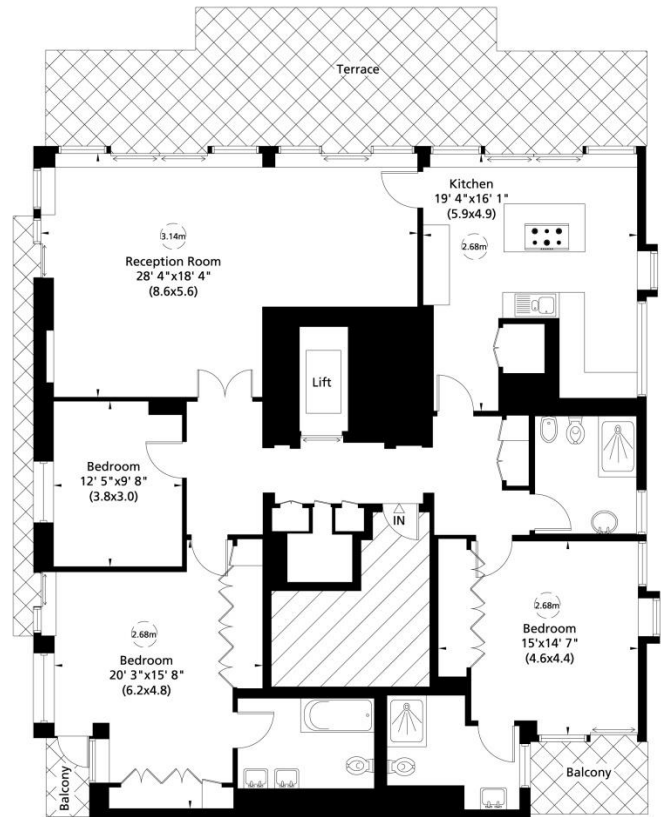 Terrace
Kitchen
19' 4"x16' 1"
(5.9x4.9)
2.68m
3.14m
Reception Room
28' 4"x18' 4"
(8.6x5.6)
Lift
Bedroom
12' 5"x9' 8"
(3.8x3.0)
IN
2.68m
Bedroom
20' 3"x15' 8"
(6.2x4.8)
2.68m
Bedroom
15'x14' 7"
(4.6x4.4)
Balcony
Balcony